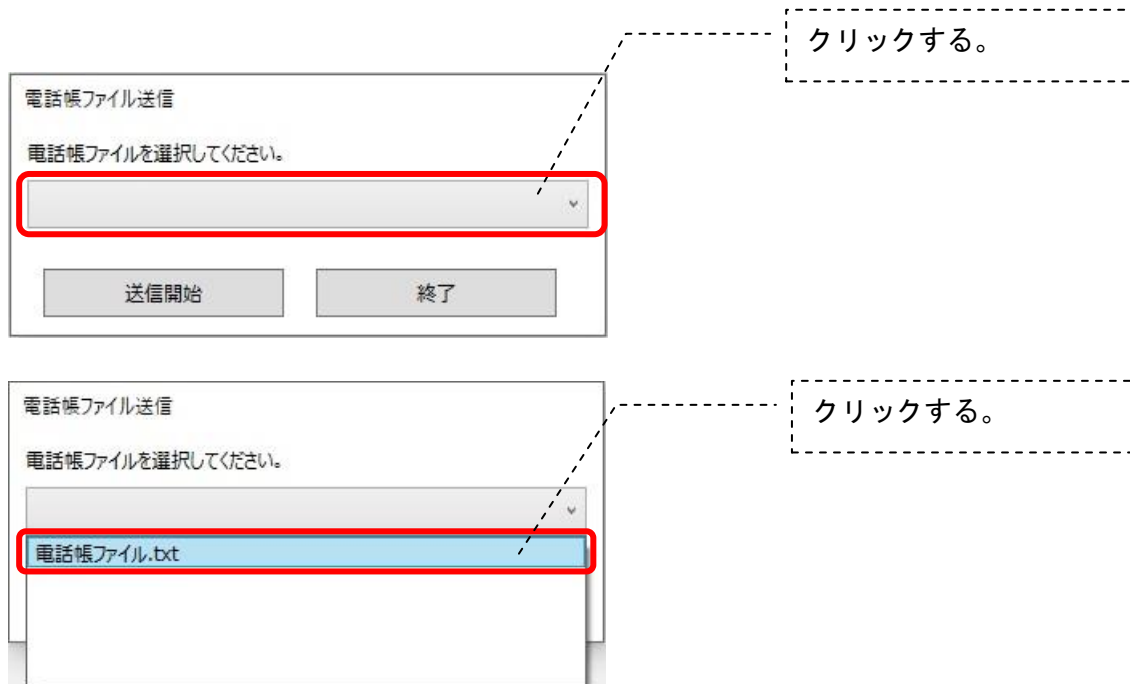 クリックする。
電話帳ファイル送信
電話帳ファイルを選択してください。
送信開始
終了
電話帳ファイル送信
クリックする。
電話帳ファイルを選択してください。
電話帳ファイル.txt